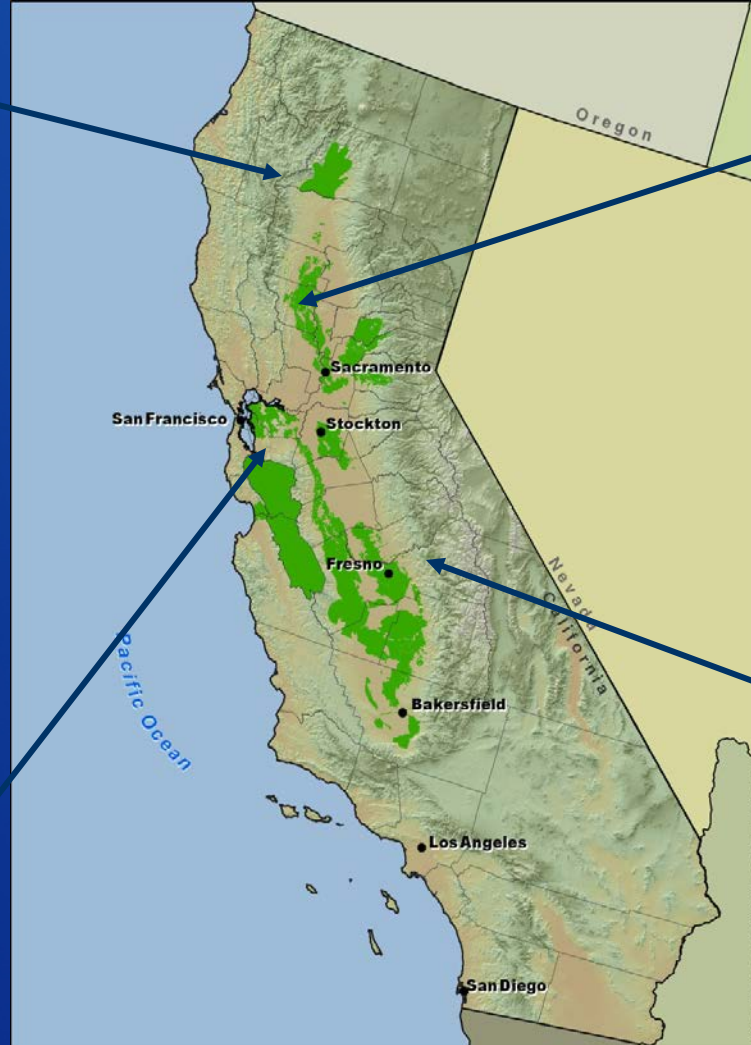 Oregon
Sacramento
San Francisco
Stockton
Fresno
Nevada
California
Pacific Ocean
Bakersfield
Los Angeles
San Diego